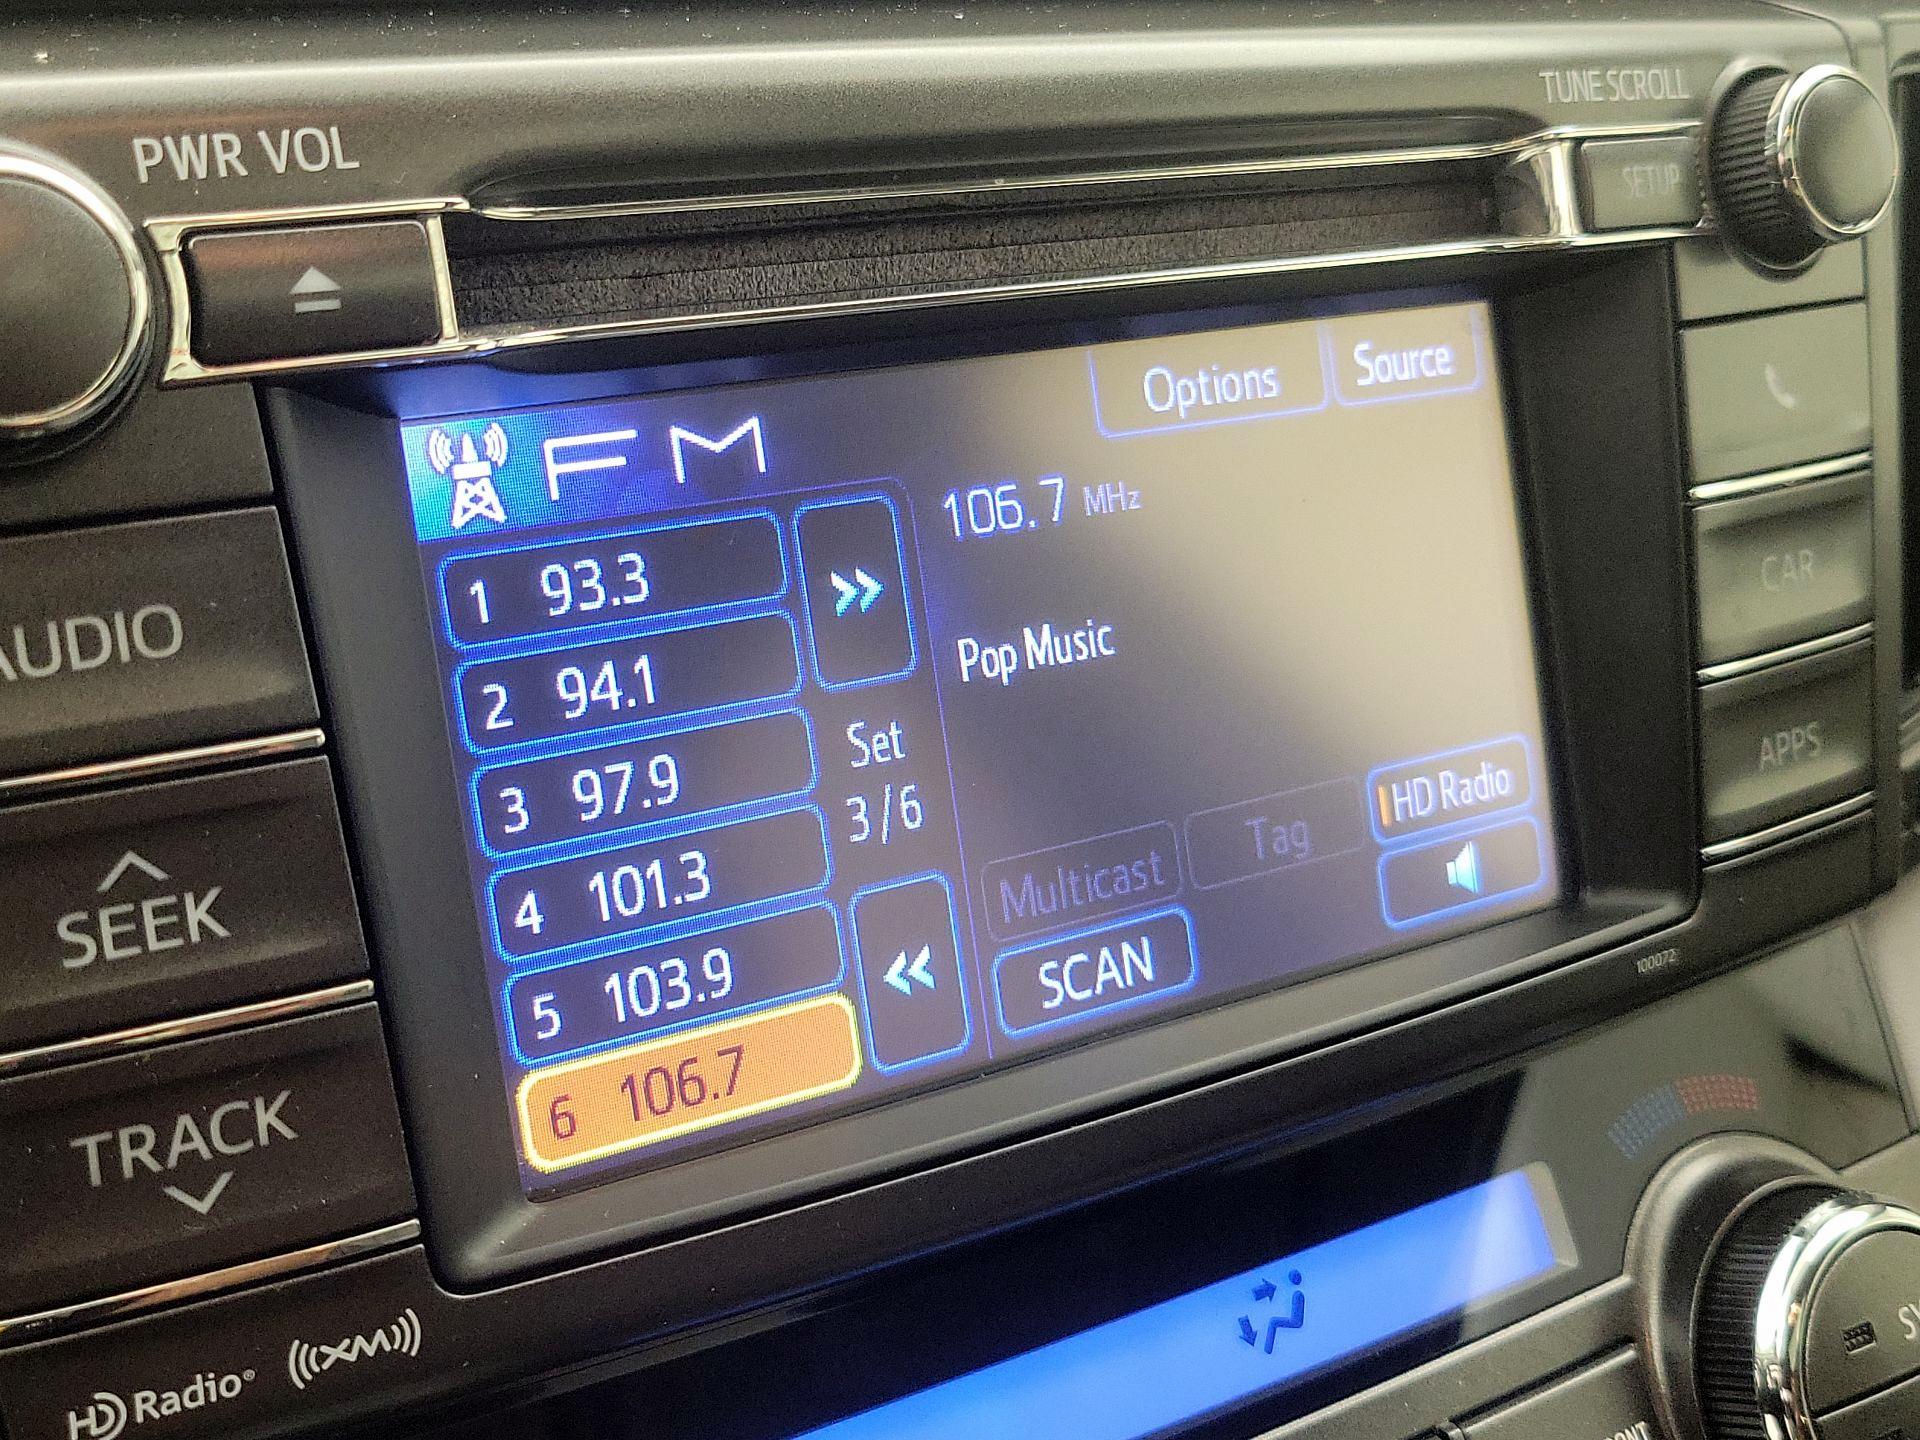 PWR VOL
TUNE SCROLL
SETUP
Options
Source
FM
106.7 MHz
1 93.3
2 94.1
3 97.9
4 101.3
5 103.9
6 106.7
Set
3/6
Pop Music
Multicast
Tag
HD Radio
SCAN
AUDIO
SEEK
TRACK
CAR
APPS
100072
HD Radio®
((XM))